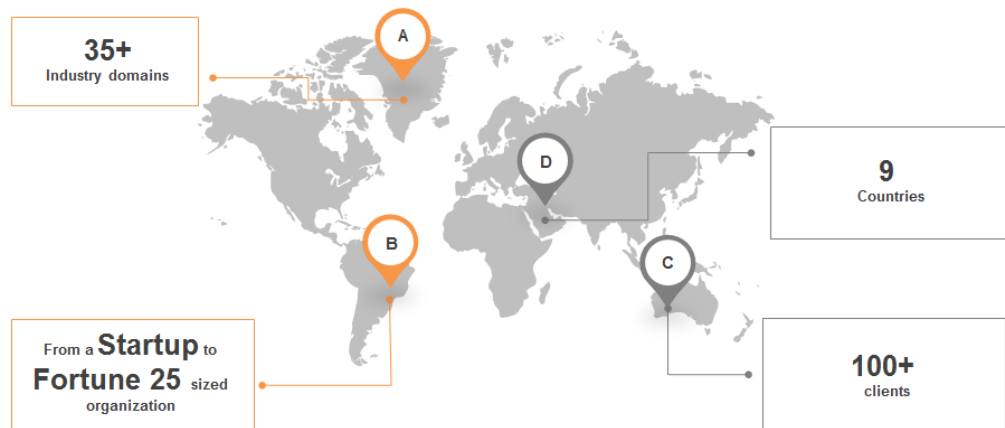 35+
Industry domains
A
D
9
Countries
B
C
From a Startup to
Fortune 25 sized
organization
100+
clients